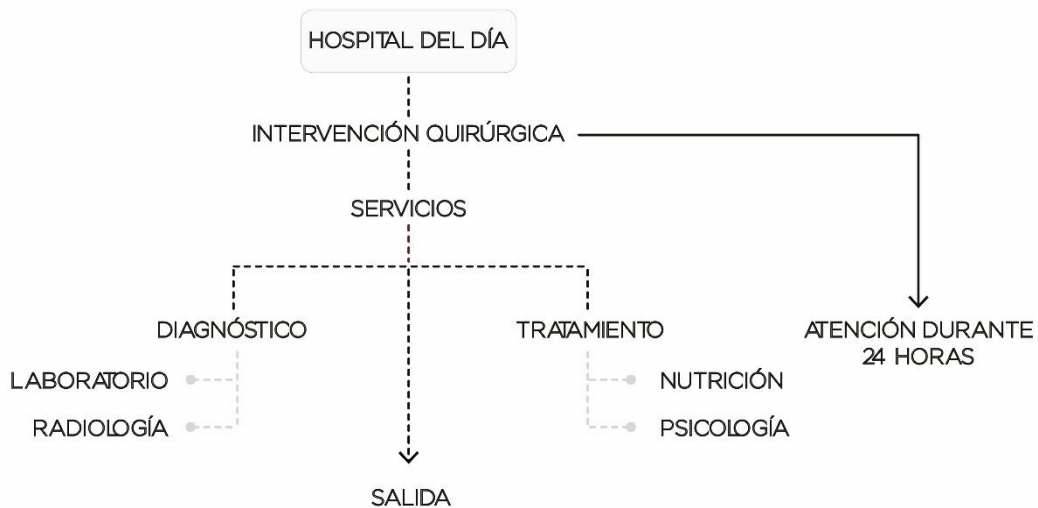 HOSPITAL DEL DÍA
INTERVENCIÓN QUIRÚRGICA
SERVICIOS
DIAGNÓSTICO
LABORATORIO
RADIOLOGÍA
TRATAMIENTO
NUTRICIÓN
PSICOLOGÍA
ATENCIÓN DURANTE
24 HORAS
SALIDA